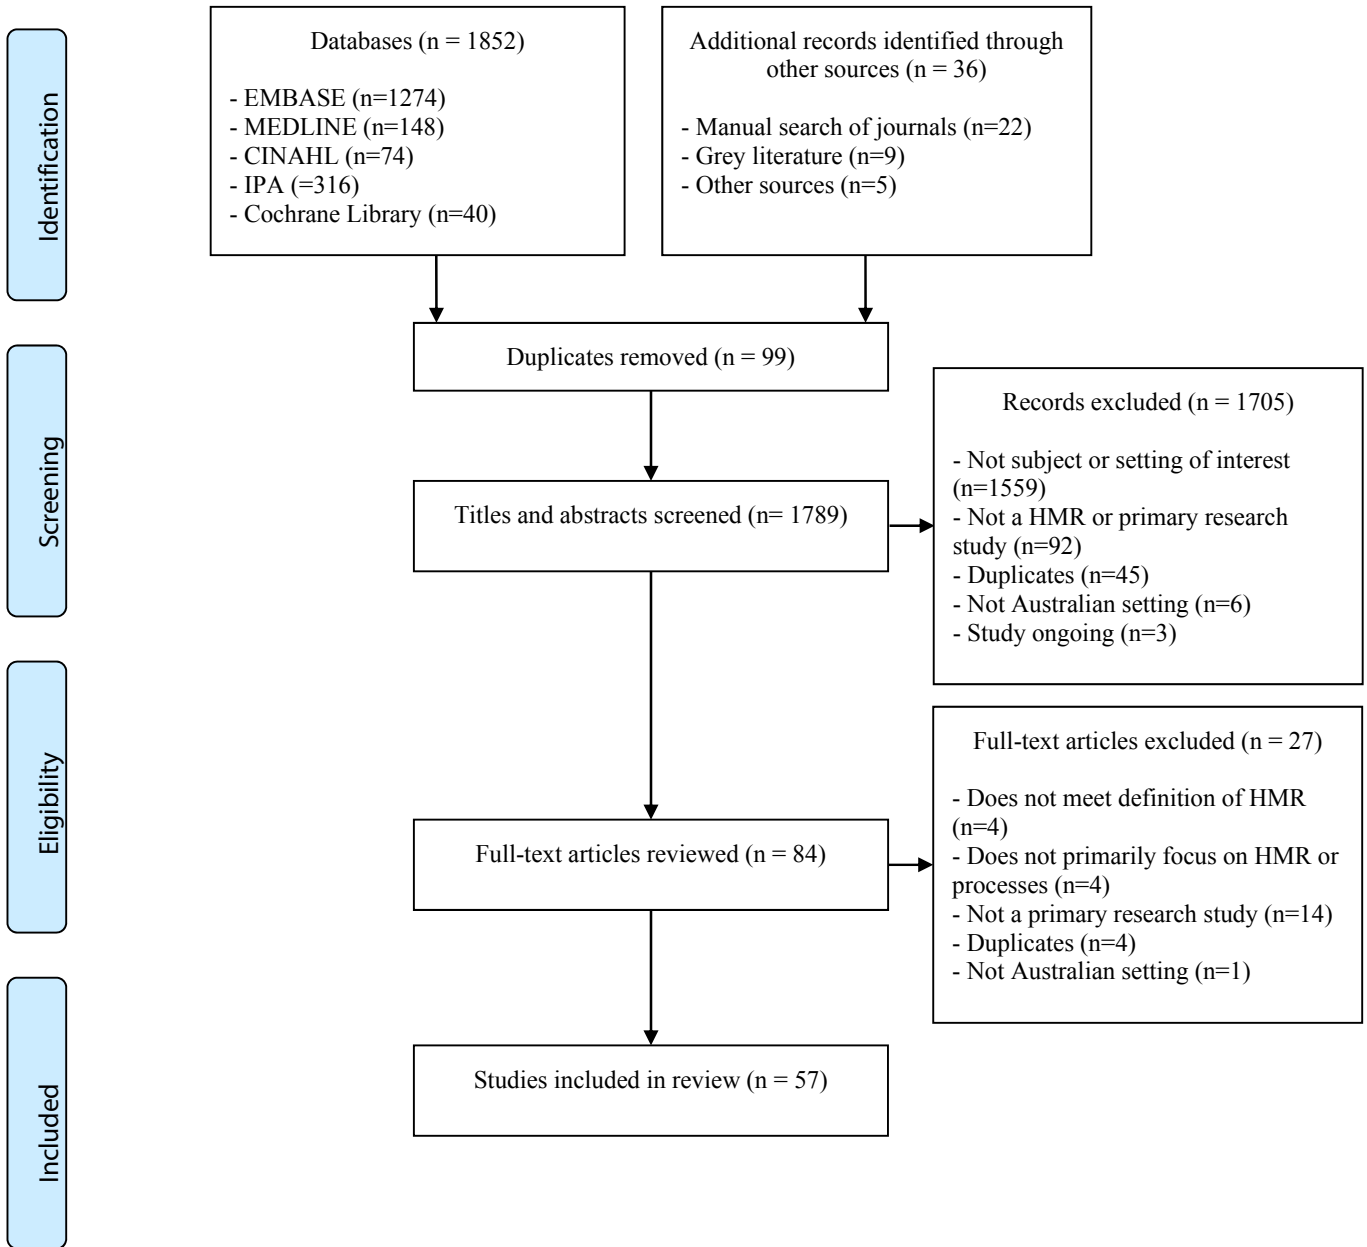 Identification
Databases (n = 1852)
- EMBASE (n=1274)
- MEDLINE (n=148)
- CINAHL (n=74)
- IPA (=316)
- Cochrane Library (n=40)
Additional records identified through
other sources (n = 36)
- Manual search of journals (n=22)
- Grey literature (n=9)
- Other sources (n=5)
Duplicates removed (n = 99)
Screening
Titles and abstracts screened (n= 1789)
Records excluded (n = 1705)
- Not subject or setting of interest
(n=1559)
- Not a HMR or primary research
study (n=92)
- Duplicates (n=45)
- Not Australian setting (n=6)
- Study ongoing (n=3)
Eligibility
Full-text articles reviewed (n = 84)
Full-text articles excluded (n = 27)
- Does not meet definition of HMR
(n=4)
- Does not primarily focus on HMR or
processes (n=4)
- Not a primary research study (n=14)
- Duplicates (n=4)
- Not Australian setting (n=1)
Included
Studies included in review (n = 57)